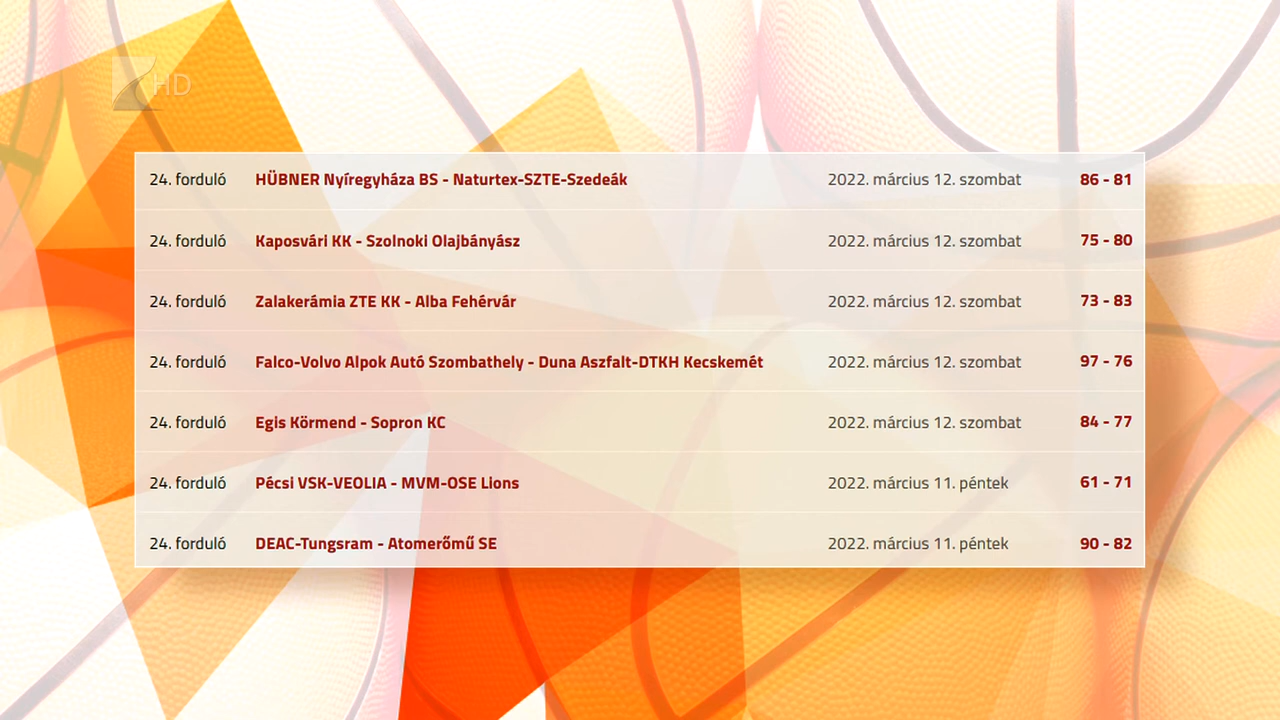 HD
24. forduló HÜBNER Nyíregyháza BS - Naturtex-SZTE-Szedeák 2022. március 12. szombat 86 - 81
24. forduló Kaposvári KK - Szolnoki Olajbányász 2022. március 12. szombat 75 - 80
24. forduló Zalakerámia ZTE KK - Alba Fehérvár 2022. március 12. szombat 73 - 83
24. forduló Falco-Volvo Alpok Autó Szombathely - Duna Aszfalt-DTKH Kecskemét 2022. március 12. szombat 97 - 76
24. forduló Egis Körmend - Sopron KC 2022. március 12. szombat 84 - 77
24. forduló Pécsi VSK-VEOLIA - MVM-OSE Lions 2022. március 11. péntek 61 - 71
24. forduló DEAC-Tungsram - Atomerőmű SE 2022. március 11. péntek 90 - 82